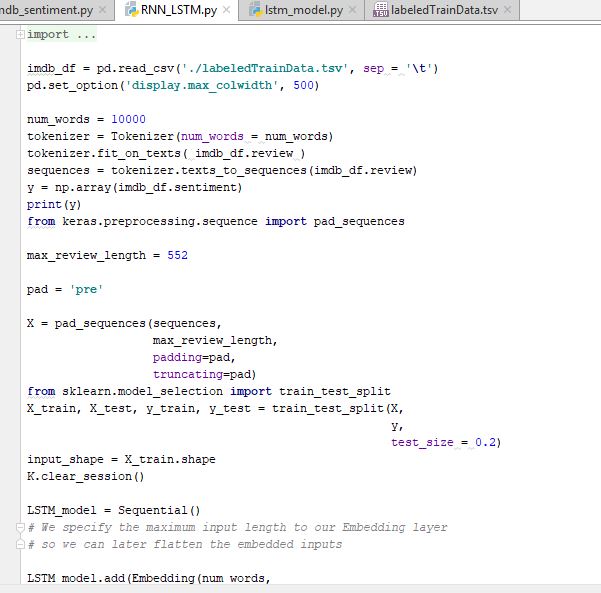 ndb_sentiment.py RNN_LSTM.py lstm_model.py labeledTrainData.tsv
import ...
imdb_df = pd.read_csv('./labeledTrainData.tsv', sep = '\t')
pd.set_option('display.max_colwidth', 500)
num_words = 10000
tokenizer = Tokenizer(num_words = num_words)
tokenizer.fit_on_texts( imdb_df.review )
sequences = tokenizer.texts_to_sequences(imdb_df.review)
y = np.array(imdb_df.sentiment)
print(y)
from keras.preprocessing.sequence import pad_sequences
max_review_length = 552
pad = 'pre'
X = pad_sequences(sequences,
max_review_length,
padding=pad,
truncating=pad)
from sklearn.model_selection import train_test_split
X_train, X_test, y_train, y_test = train_test_split(X,
y,
test_size = 0.2)
input_shape = X_train.shape
K.clear_session()
LSTM_model = Sequential()
# We specify the maximum input length to our Embedding layer
# so we can later flatten the embedded inputs
LSTM_model.add(Embedding(num_words,